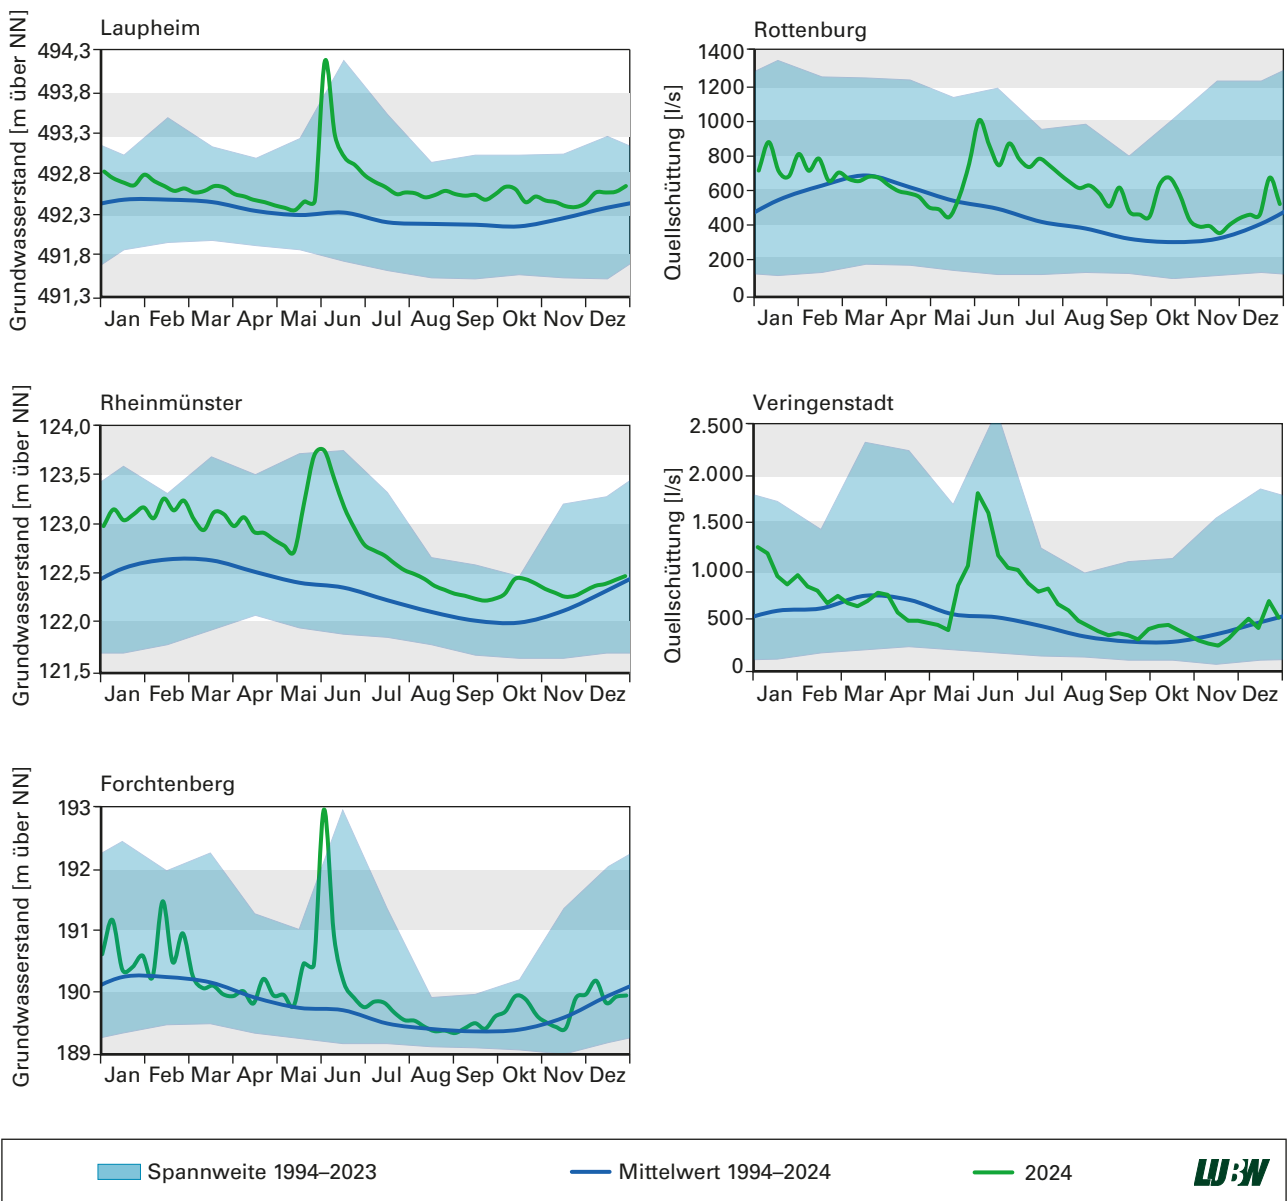 Laupheim
Grundwasserstand [m über NN]
494,3
493,8
493,3
492,8
492,3
491,8
491,3
Jan Feb Mar Apr Mai Jun Jul Aug Sep Okt Nov Dez
Rottenburg
Quellschüttung [l/s]
1400
1200
1000
800
600
400
200
0
Jan Feb Mar Apr Mai Jun Jul Aug Sep Okt Nov Dez
Rheinmünster
Grundwasserstand [m über NN]
124,0
123,5
123,0
122,5
122,0
121,5
Jan Feb Mar Apr Mai Jun Jul Aug Sep Okt Nov Dez
Veringenstadt
Quellschüttung [l/s]
2.500
2.000
1.500
1.000
500
0
Jan Feb Mar Apr Mai Jun Jul Aug Sep Okt Nov Dez
Forchtenberg
Grundwasserstand [m über NN]
193
192
191
190
189
Jan Feb Mar Apr Mai Jun Jul Aug Sep Okt Nov Dez
Spannweite 1994–2023
Mittelwert 1994–2024
2024
LUBW